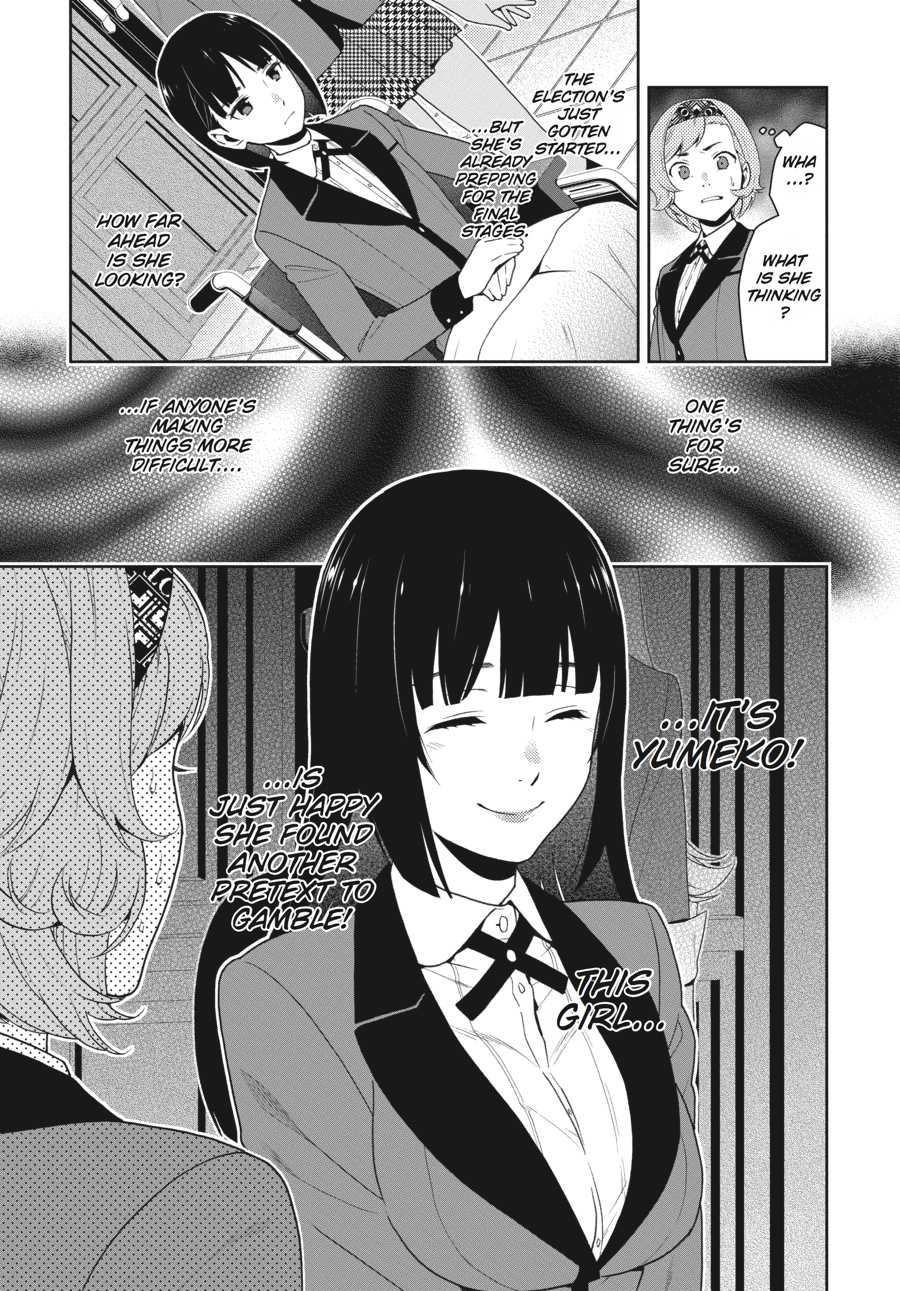 WHA
...?
WHAT
IS SHE
THINKING
?
THE
ELECTION'S
JUST
GOTTEN
STARTED...
...BUT
SHE'S
ALREADY
PREPPING
FOR THE
FINAL
STAGES.
HOW FAR
AHEAD
IS SHE
LOOKING?
ONE
THING'S
FOR
SURE...
...IF ANYONE'S
MAKING
THINGS MORE
DIFFICULT....
...IT'S
YUMEKO!
THIS
GIRL...
...IS
JUST HAPPY
SHE FOUND
ANOTHER
PRETEXT TO
GAMBLE!